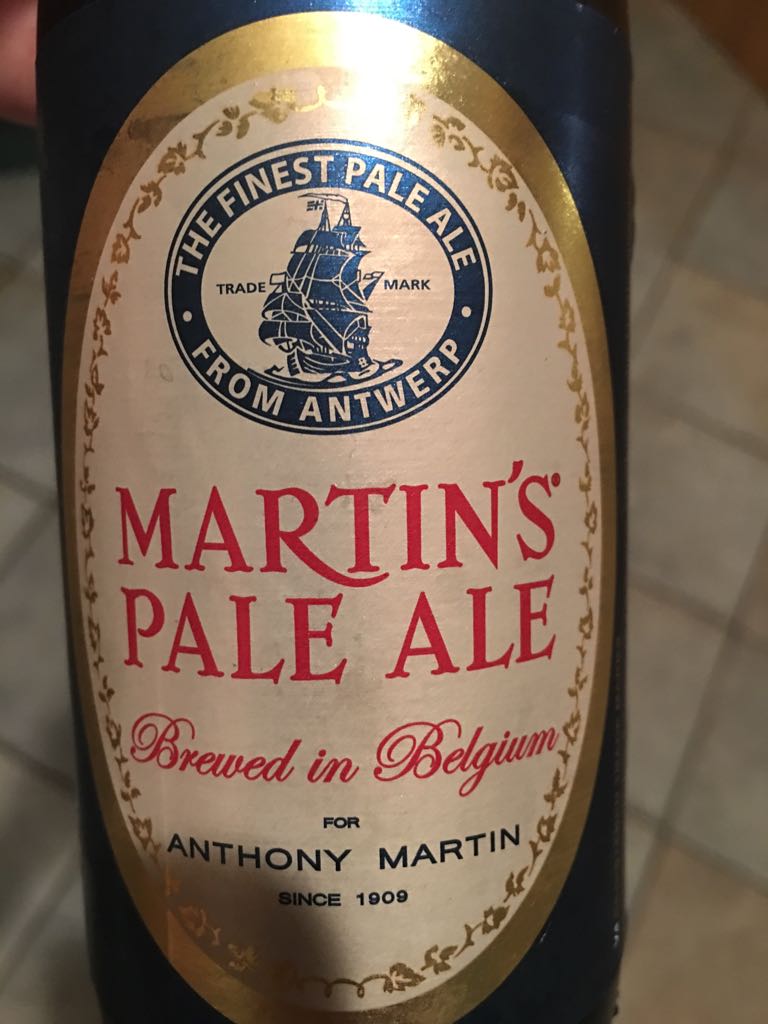 THE FINEST PALE ALE
TRADE MARK
FROM ANTWERP
MARTIN'S
PALE ALE
Brewed in Belgium
FOR
ANTHONY MARTIN
SINCE 1909